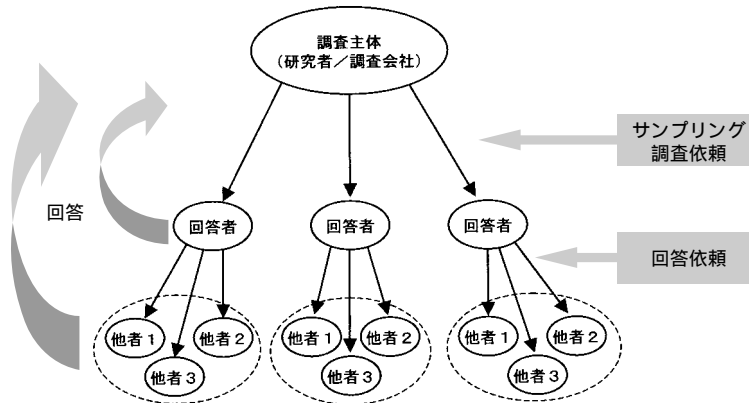 調査主体
(研究者／調査会社)
サンプリング
調査依頼
回答
回答者
回答者
回答者
回答依頼
他者1
他者2
他者3
他者1
他者2
他者3
他者1
他者2
他者3